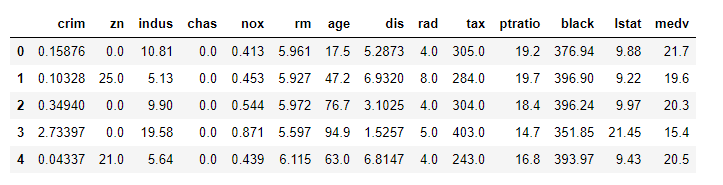 crim zn indus chas nox rm age dis rad tax ptratio black lstat medv
0 0.15876 0.0 10.81 0.0 0.413 5.961 17.5 5.2873 4.0 305.0 19.2 376.94 9.88 21.7
1 0.10328 25.0 5.13 0.0 0.453 5.927 47.2 6.9320 8.0 284.0 19.7 396.90 9.22 19.6
2 0.34940 0.0 9.90 0.0 0.544 5.972 76.7 3.1025 4.0 304.0 18.4 396.24 9.97 20.3
3 2.73397 0.0 19.58 0.0 0.871 5.597 94.9 1.5257 5.0 403.0 14.7 351.85 21.45 15.4
4 0.04337 21.0 5.64 0.0 0.439 6.115 63.0 6.8147 4.0 243.0 16.8 393.97 9.43 20.5